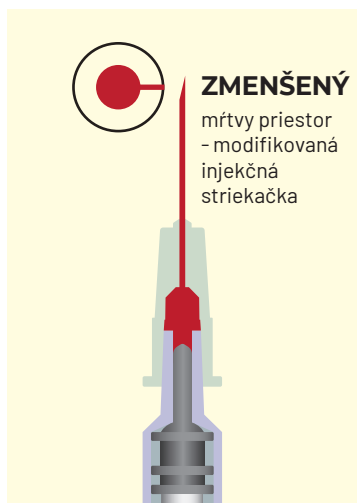 ZMENŠENÝ
mŕtvy priestor
- modifikovaná
injekčná
striekačka